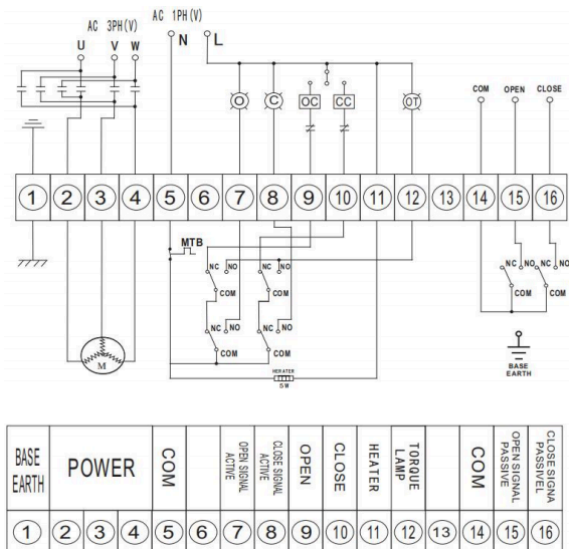 AC 3PH(V)
AC 1PH(V)
U V W N L
O C OC CC OT
COM OPEN CLOSE
1 2 3 4 5 6 7 8 9 10 11 12 13 14 15 16
MTB
NC NO NC NO NC NO NC NO
COM COM COM COM
NC NO NC NO
COM COM
M
HERATER
5W
BASE
EARTH
BASE
EARTH
POWER
COM
OPEN SIGNAL
ACTIVE
CLOSE SIGNAL
ACTIVE
OPEN
CLOSE
HEATER
TORQUE
LAMP
COM
OPEN SIGNAL
PASSIVE
CLOSE SIGNA
PASSIVEL
1 2 3 4 5 6 7 8 9 10 11 12 13 14 15 16